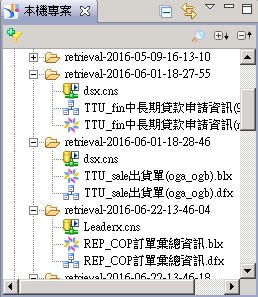 本機專案
retrieval-2016-05-09-16-13-10
retrieval-2016-06-01-18-27-55
dsx.cns
TTU_fin中長期貸款申請資訊(
TTU_fin中長期貸款申請資訊(
retrieval-2016-06-01-18-28-46
dsx.cns
TTU_sale出貨單(oga_ogb).blx
TTU_sale出貨單(oga_ogb).dfx
retrieval-2016-06-22-13-46-04
Leaderx.cns
REP_COP訂單彙總資訊.blx
REP_COP訂單彙總資訊.dfx
retrieval-2016-06-22-13-46-18